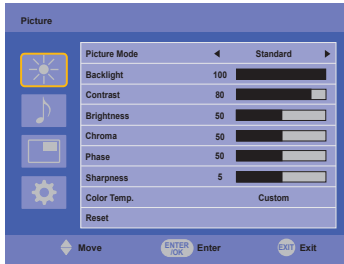 Picture
Picture Mode Standard
Backlight 100
Contrast 80
Brightness 50
Chroma 50
Phase 50
Sharpness 5
Color Temp. Custom
Reset
Move ENTER /OK Enter EXIT Exit